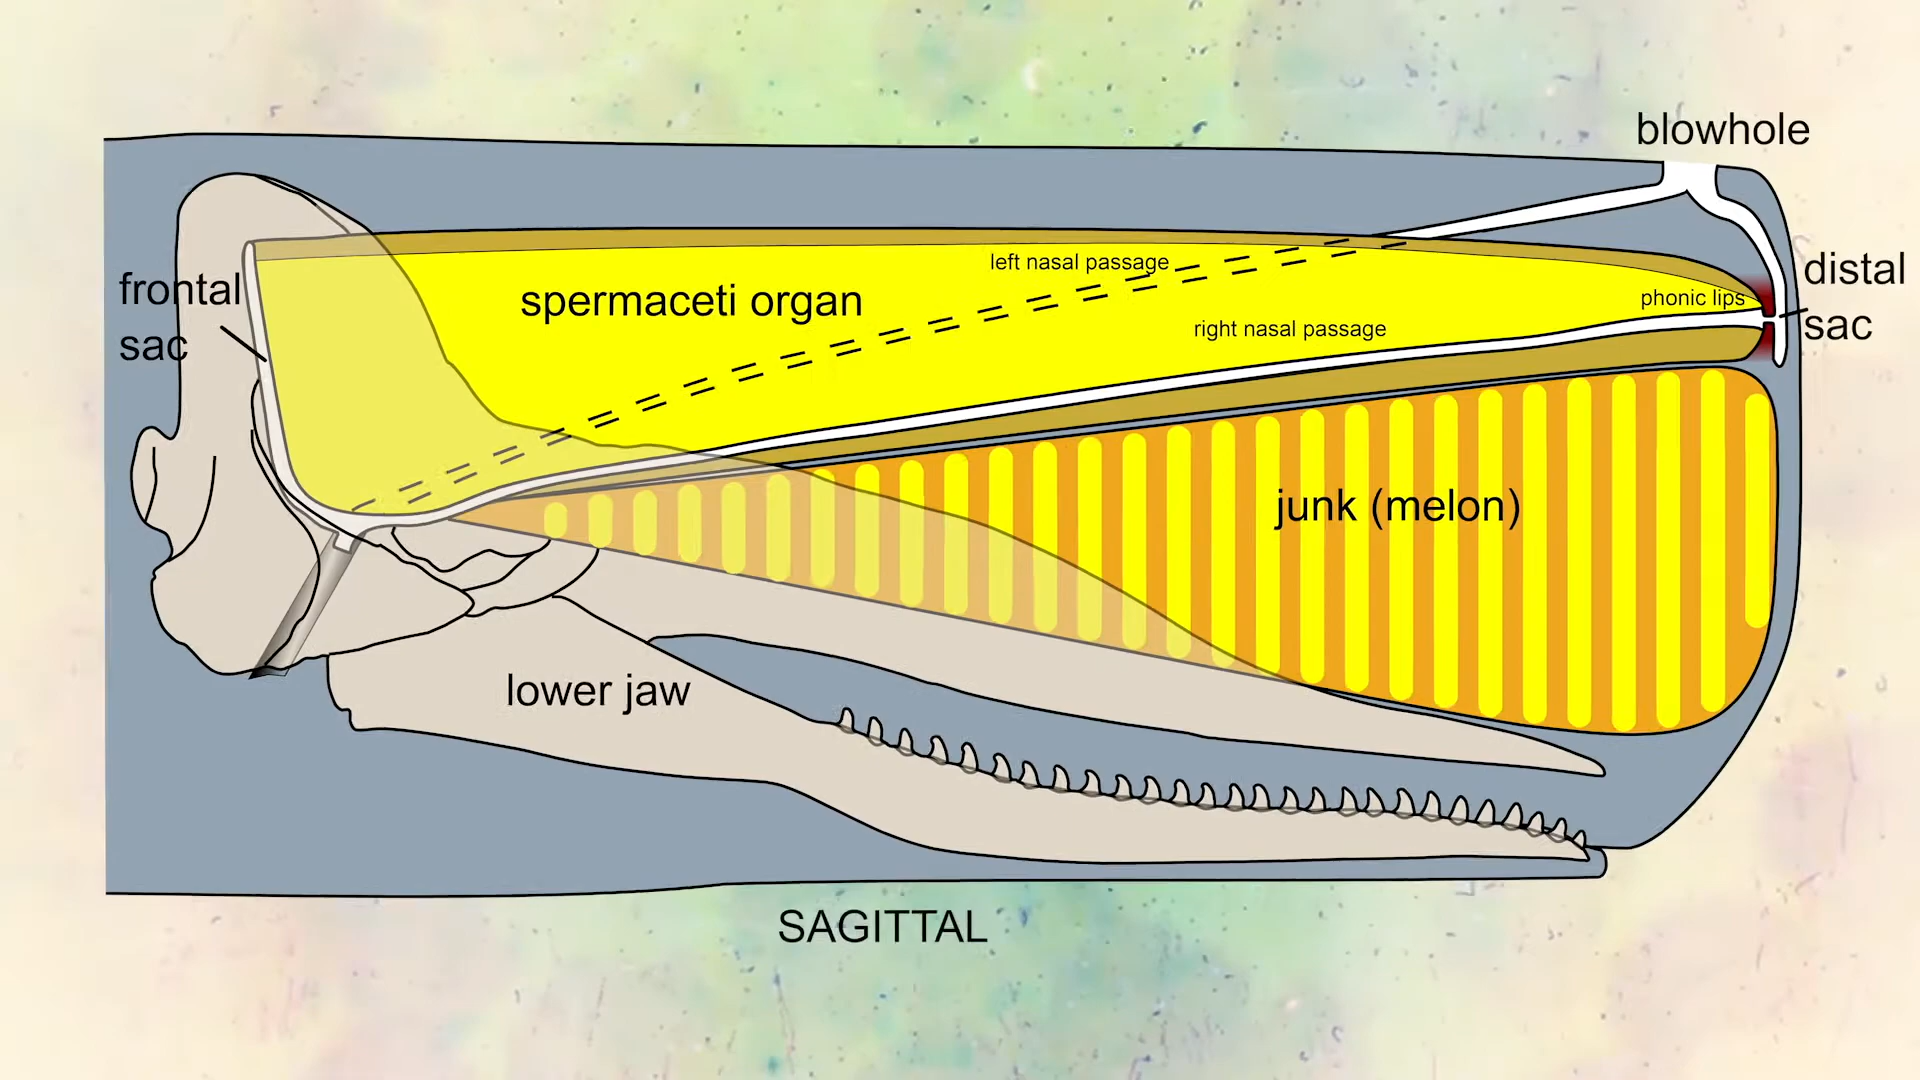 blowhole
frontal
sac
spermaceti organ
left nasal passage
right nasal passage
phonic lips
distal
sac
junk (melon)
lower jaw
SAGITTAL